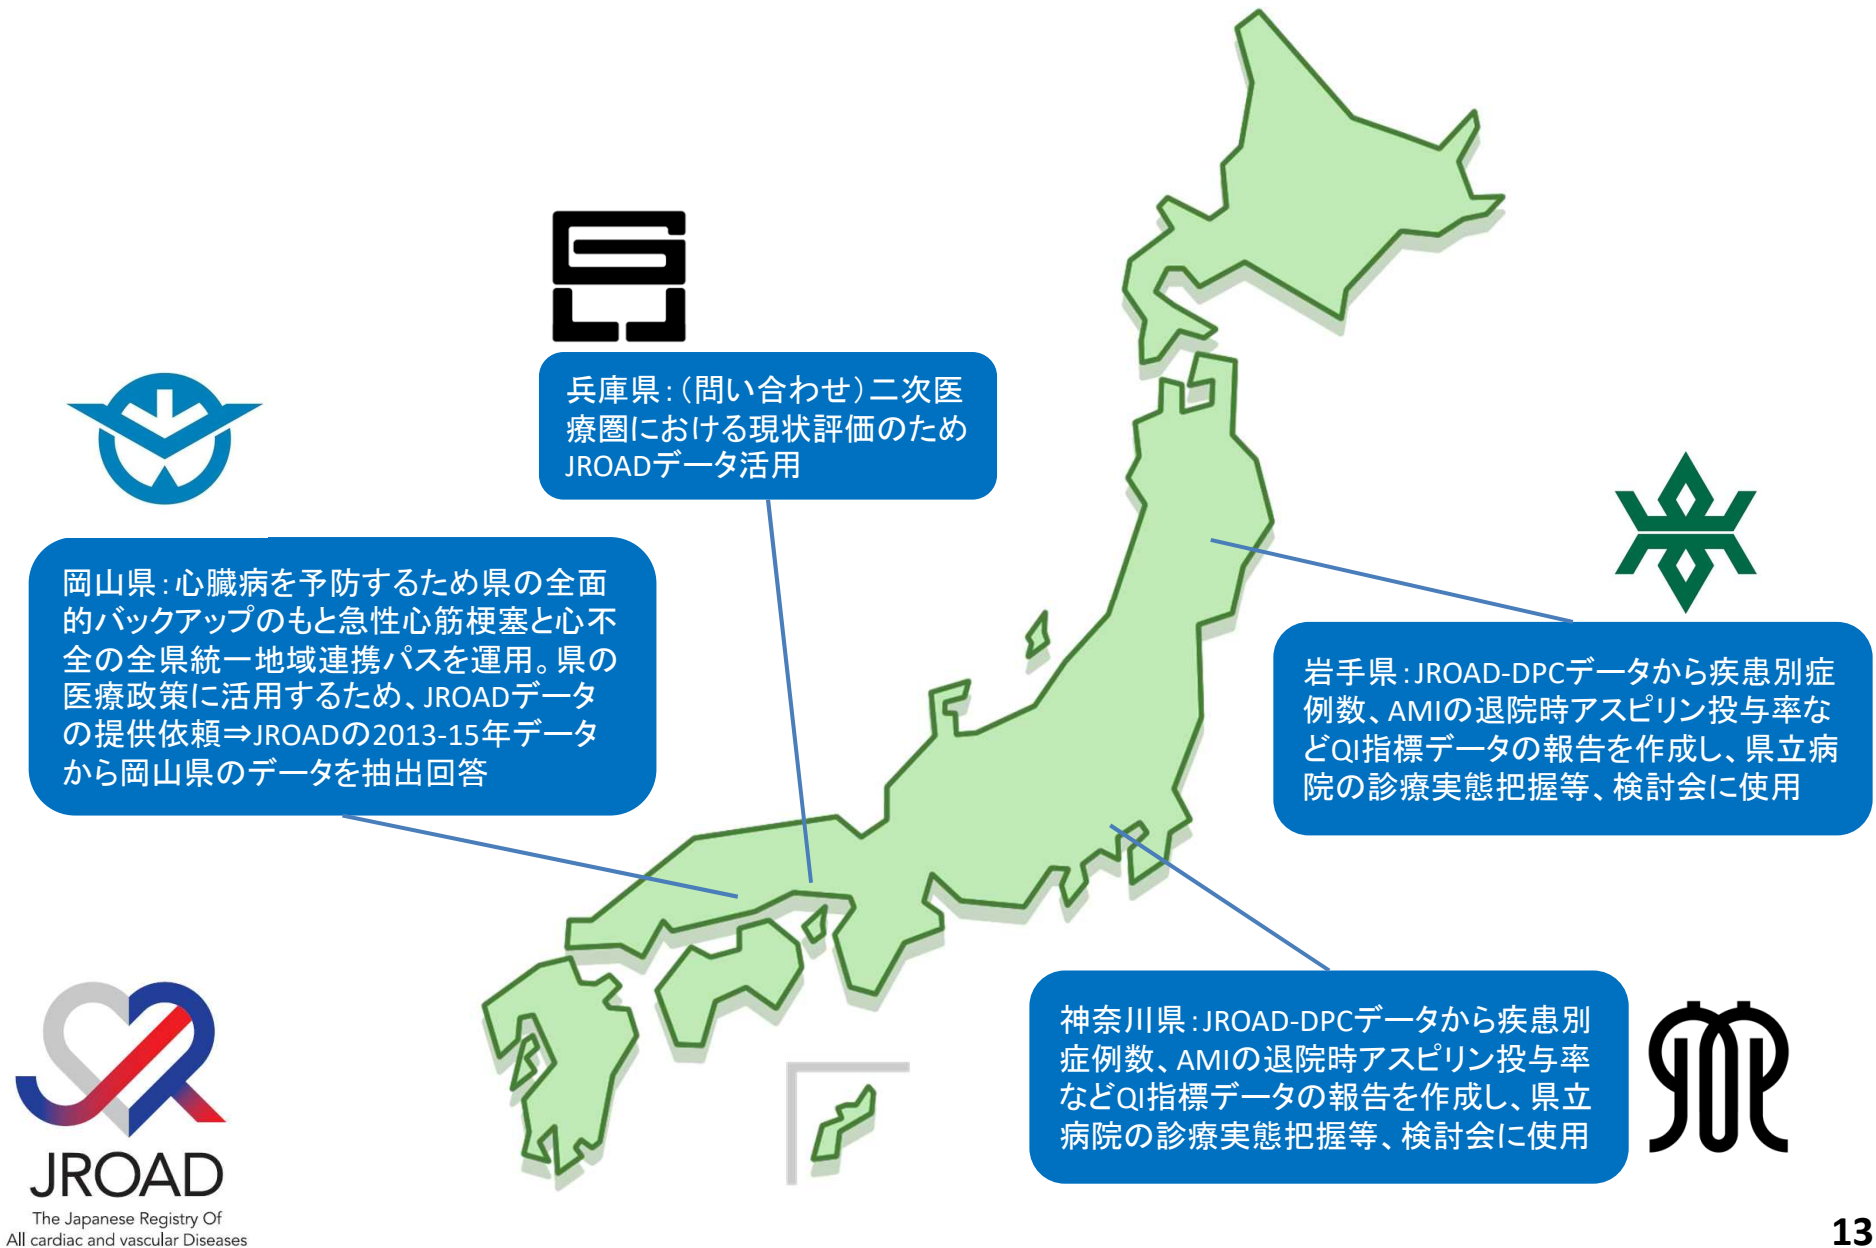 兵庫県：（問い合わせ）二次医
療圏における現状評価のため
JROADデータ活用
岡山県：心臓病を予防するため県の全面
的バックアップのもと急性心筋梗塞と心不
全の全県統一地域連携パスを運用。県の
医療政策に活用するため、JROADデータ
の提供依頼⇒JROADの2013-15年データ
から岡山県のデータを抽出回答
岩手県：JROAD-DPCデータから疾患別症
例数、AMIの退院時アスピリン投与率な
どQI指標データの報告を作成し、県立病
院の診療実態把握等、検討会に使用
神奈川県：JROAD-DPCデータから疾患別
症例数、AMIの退院時アスピリン投与率
などQI指標データの報告を作成し、県立
病院の診療実態把握等、検討会に使用
JROAD
The Japanese Registry Of
All cardiac and vascular Diseases
13